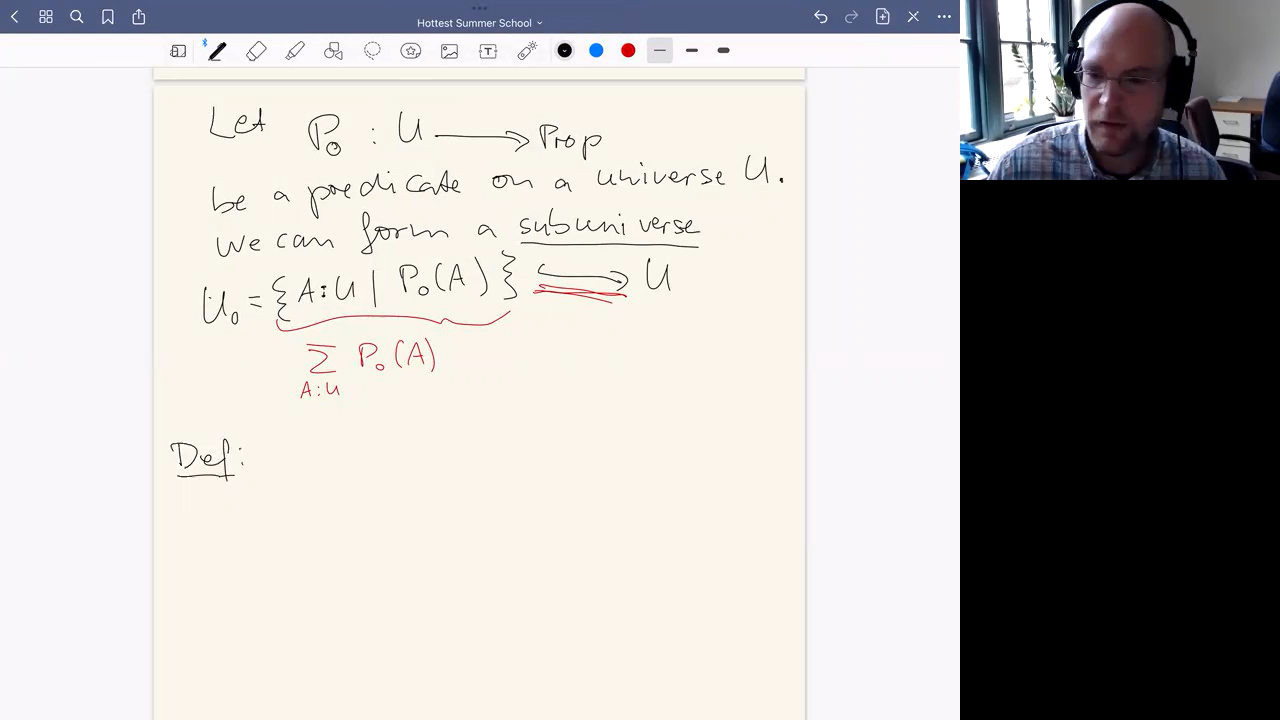 Hottest Summer School
Let P₀ : U ⟶ Prop
be a predicate on a universe U.
We can form a subuniverse
U₀ = { A:U | P₀(A) } ↪ U
∑ P₀(A)
A:U
Def: